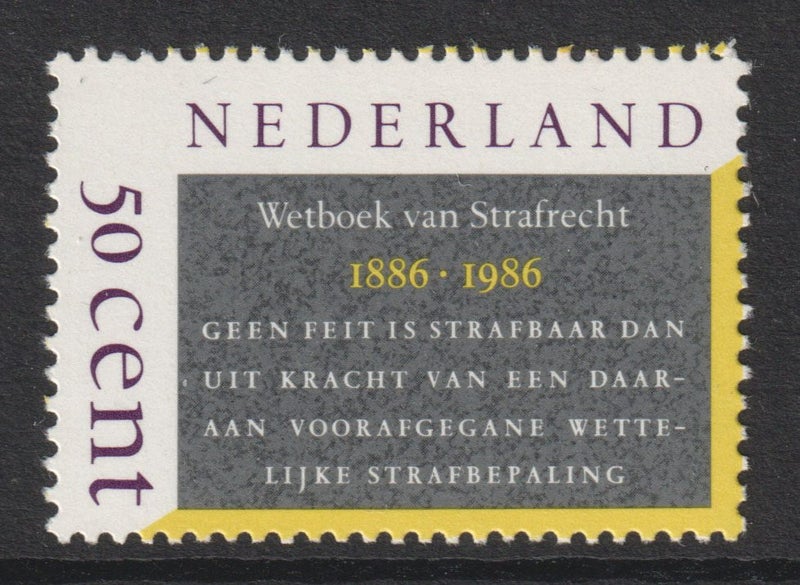 NEDERLAND
50 cent
Wetboek van Strafrecht
1886 · 1986
GEEN FEIT IS STRAFBAAR DAN
UIT KRACHT VAN EEN DAAR-
AAN VOORAFGEGANE WETTE-
LIJKE STRAFBEPALING